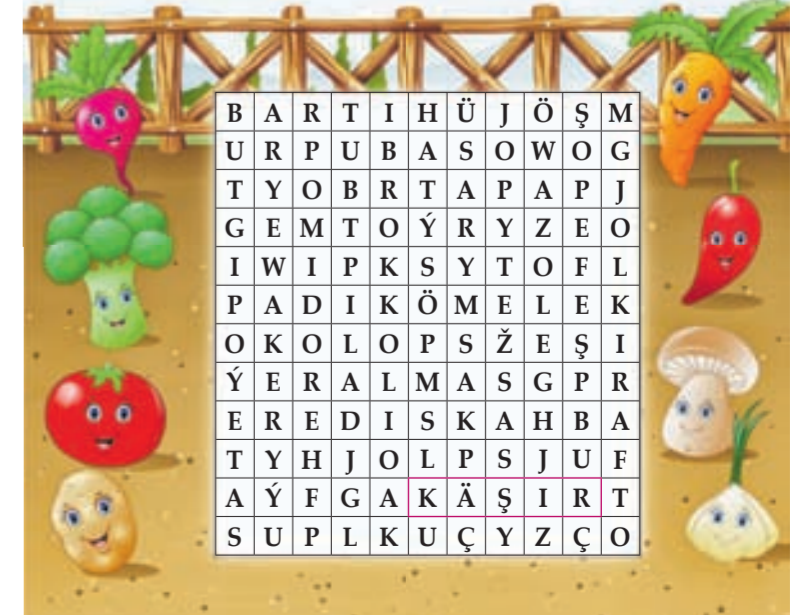 B A R T I H Ü J Ö Ş M
U R P U B A S O W O G
T Y O B R T A P A P J
G E M T O Ý R Y Z E O
I W I P K S Y T O F L
P A D I K Ö M E L E K
O K O L O P S Ž E Ş I
Ý E R A L M A S G P R
E R E D I S K A H B A
T Y H J O L P S J U F
A Ý F G A K Ä Ş I R T
S U P L K U Ç Y Z Ç O